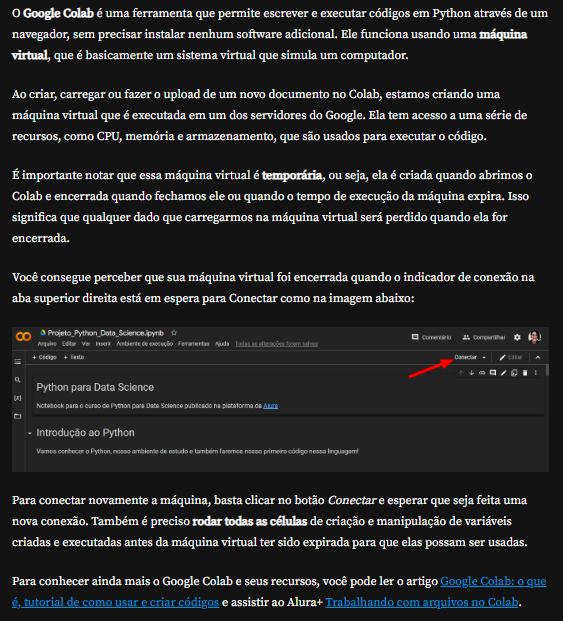 O Google Colab é uma ferramenta que permite escrever e executar códigos em Python através de um
navegador, sem precisar instalar nenhum software adicional. Ele funciona usando uma máquina
virtual, que é basicamente um sistema virtual que simula um computador.
Ao criar, carregar ou fazer o upload de um novo documento no Colab, estamos criando uma
máquina virtual que é executada em um dos servidores do Google. Ela tem acesso a uma série de
recursos, como CPU, memória e armazenamento, que são usados para executar o código.
É importante notar que essa máquina virtual é temporária, ou seja, ela é criada quando abrimos o
Colab e encerrada quando fechamos ele ou quando o tempo de execução da máquina expira. Isso
significa que qualquer dado que carregarmos na máquina virtual será perdido quando ela for
encerrada.
Você consegue perceber que sua máquina virtual foi encerrada quando o indicador de conexão na
aba superior direita está em espera para Conectar como na imagem abaixo:
Projeto_Python_Data_Science.ipynb
Comentário Compartilhar
Arquivo Editar Ver Inserir Ambiente de execução Ferramentas Ajuda Todas as alterações foram salvas
+ Código + Texto Conectar Editar
Python para Data Science
Notebook para o curso de Python para Data Science publicado na plataforma da Alura
Introdução ao Python
Vamos conhecer o Python, nosso ambiente de estudo e também faremos nosso primeiro código nessa linguagem!
Para conectar novamente a máquina, basta clicar no botão Conectar e esperar que seja feita uma
nova conexão. Também é preciso rodar todas as células de criação e manipulação de variáveis
criadas e executadas antes da máquina virtual ter sido expirada para que elas possam ser usadas.
Para conhecer ainda mais o Google Colab e seus recursos, você pode ler o artigo Google Colab: o que
é, tutorial de como usar e criar códigos e assistir ao Alura+ Trabalhando com arquivos no Colab.